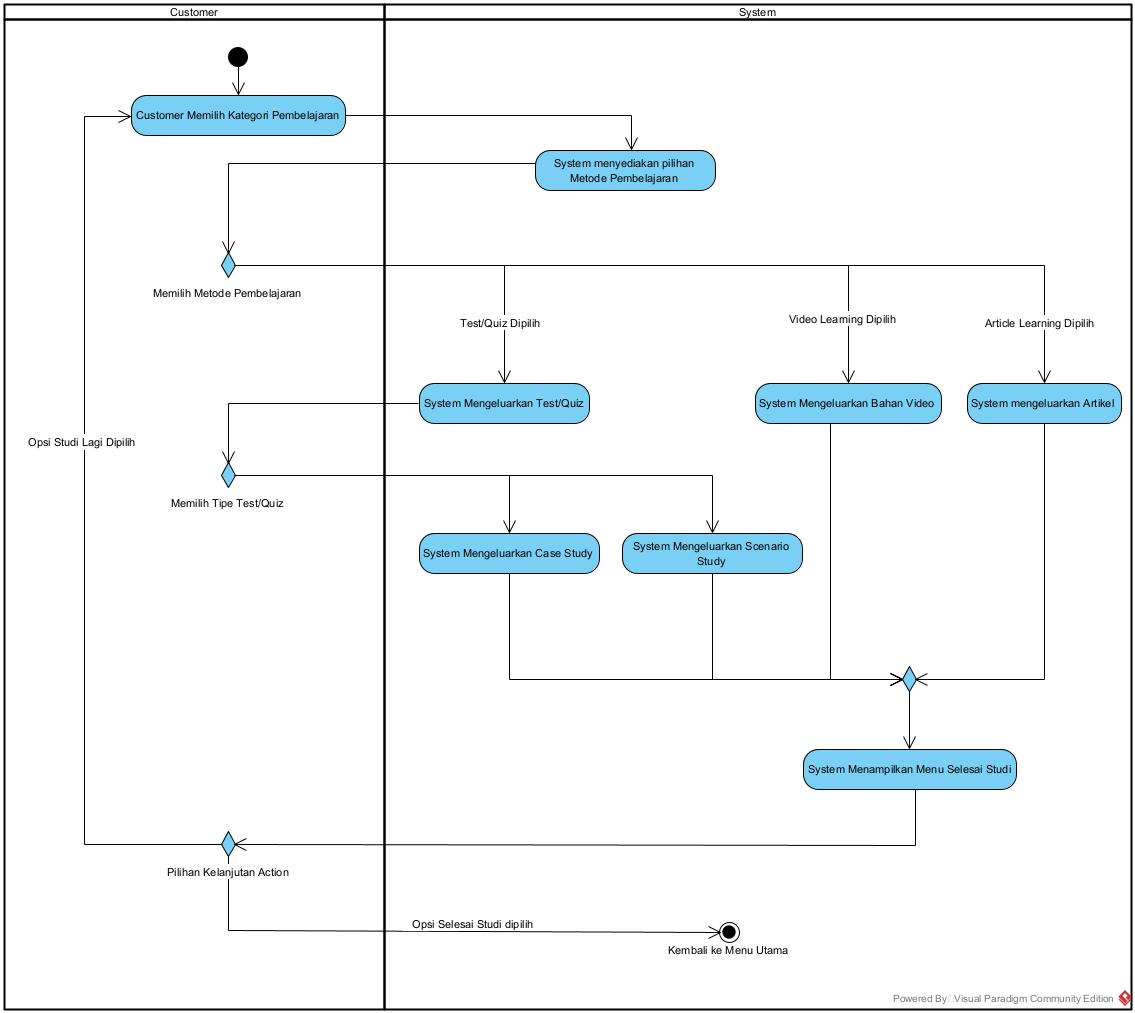 Customer
System
Customer Memilih Kategori Pembelajaran
System menyediakan pilihan
Metode Pembelajaran
Memilih Metode Pembelajaran
Test/Quiz Dipilih
Video Learning Dipilih
Article Learning Dipilih
System Mengeluarkan Test/Quiz
System Mengeluarkan Bahan Video
System mengeluarkan Artikel
Opsi Studi Lagi Dipilih
Memilih Tipe Test/Quiz
System Mengeluarkan Case Study
System Mengeluarkan Scenario
Study
System Menampilkan Menu Selesai Studi
Pilihan Kelanjutan Action
Opsi Selesai Studi dipilih
Kembali ke Menu Utama
Powered By Visual Paradigm Community Edition